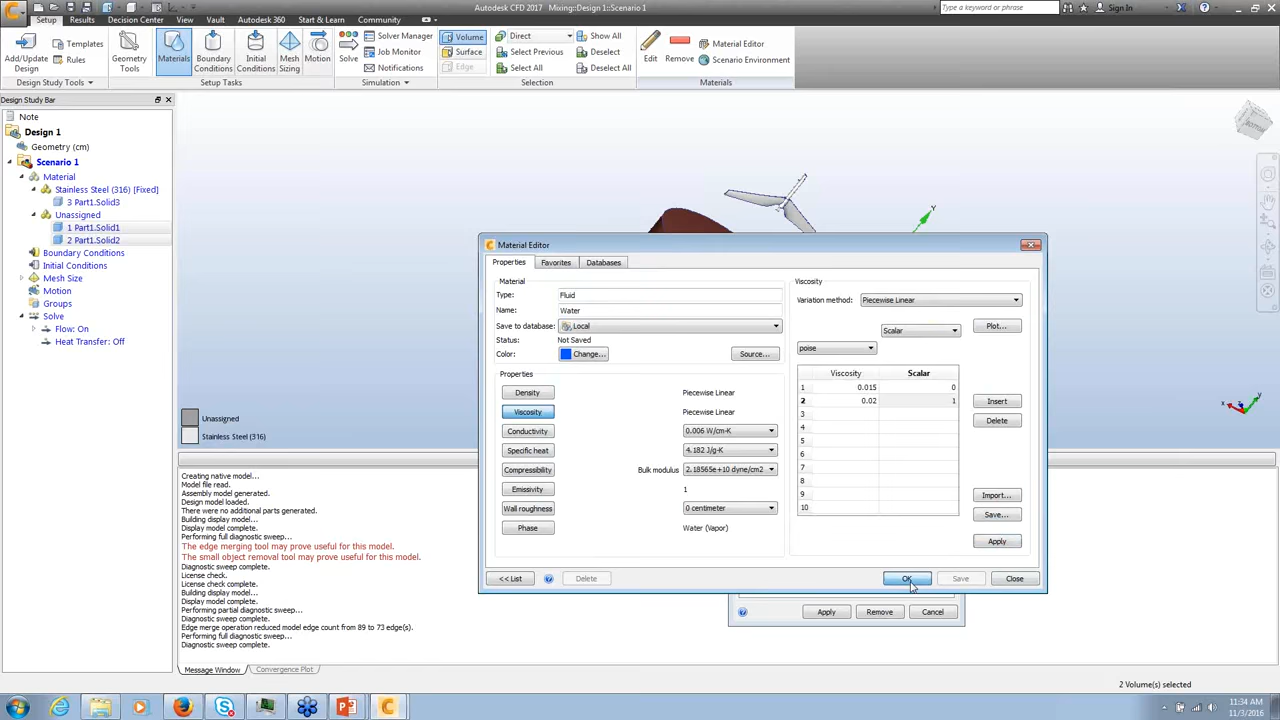 Autodesk CFD 2017 Mixing::Design 1::Scenario 1
Type a keyword or phrase
Sign In
Setup Results Decision Center View Vault Autodesk 360 Start & Learn Community
Add/Update Design
Templates
Rules
Geometry Tools
Materials
Boundary Conditions
Initial Conditions
Mesh Sizing
Motion
Solve
Solver Manager
Job Monitor
Notifications
Volume
Surface
Edge
Direct
Select Previous
Select All
Show All
Deselect
Deselect All
Edit
Remove
Material Editor
Scenario Environment
Design Study Tools
Setup Tasks
Simulation
Selection
Materials
Design Study Bar
Note
Design 1
Geometry (cm)
Scenario 1
Material
Stainless Steel (316) [Fixed]
3 Part1.Solid3
Unassigned
1 Part1.Solid1
2 Part1.Solid2
Boundary Conditions
Initial Conditions
Mesh Size
Motion
Groups
Solve
Flow: On
Heat Transfer: Off
Y
X
Unassigned
Stainless Steel (316)
Material Editor
Properties Favorites Databases
Material
Type: Fluid
Name: Water
Save to database: Local
Status: Not Saved
Color: Change... Source...
Properties
Density Piecewise Linear
Viscosity Piecewise Linear
Conductivity 0.006 W/cm-K
Specific heat 4.182 J/g-K
Compressibility Bulk modulus 2.18565e+10 dyne/cm2
Emissivity 1
Wall roughness 0 centimeter
Phase Water (Vapor)
<< List
Delete
Viscosity
Variation method: Piecewise Linear
Scalar
Plot...
poise
Viscosity Scalar
1 0.015 0
2 0.02 1
3
4
5
6
7
8
9
10
Insert
Delete
Import...
Save...
Apply
OK Save Close
Apply Remove Cancel
Creating native model...
Model file read.
Assembly model generated.
Design model loaded.
There were no additional parts generated.
Building display model...
Display model complete.
Performing full diagnostic sweep...
The edge merging tool may prove useful for this model.
The small object removal tool may prove useful for this model.
Diagnostic sweep complete.
License check.
License check complete.
Building display model...
Display model complete.
Performing partial diagnostic sweep...
Diagnostic sweep complete.
Edge merge operation reduced model edge count from 89 to 73 edge(s).
Performing full diagnostic sweep...
Diagnostic sweep complete.
Message Window Convergence Plot
2 Volume(s) selected
11:34 AM
11/3/2016